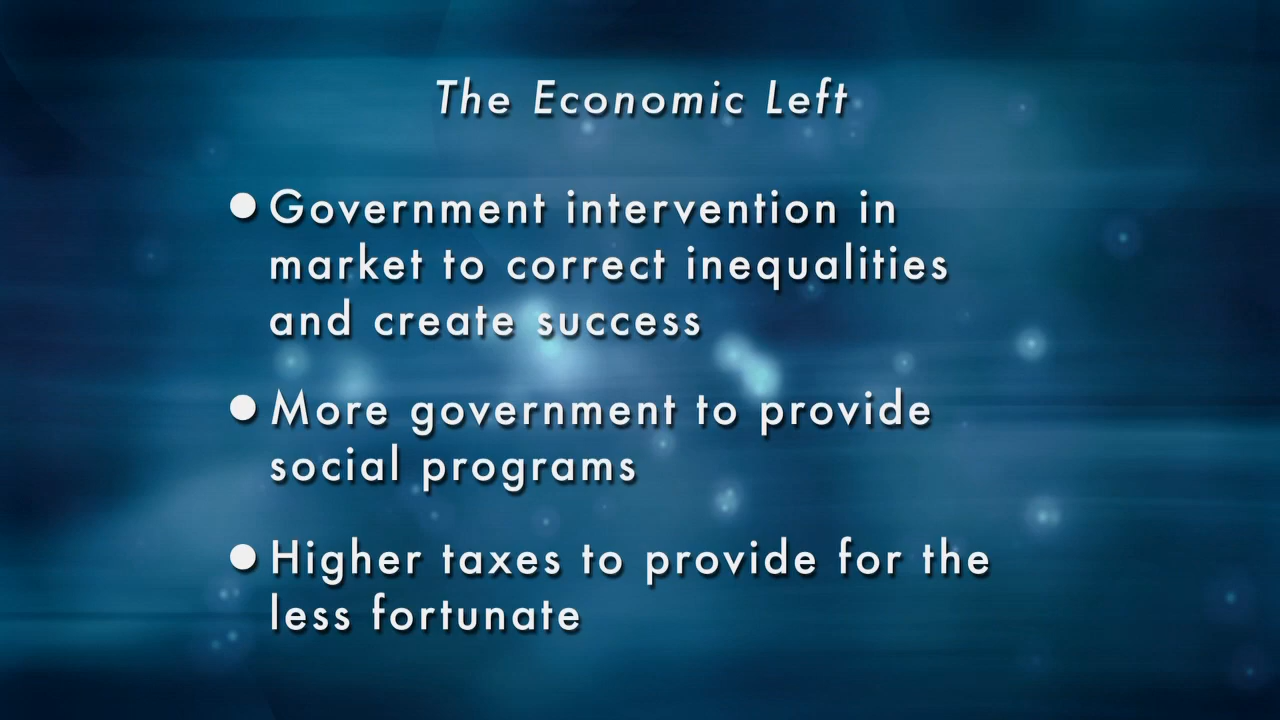 The Economic Left
● Government intervention in
market to correct inequalities
and create success
● More government to provide
social programs
● Higher taxes to provide for the
less fortunate